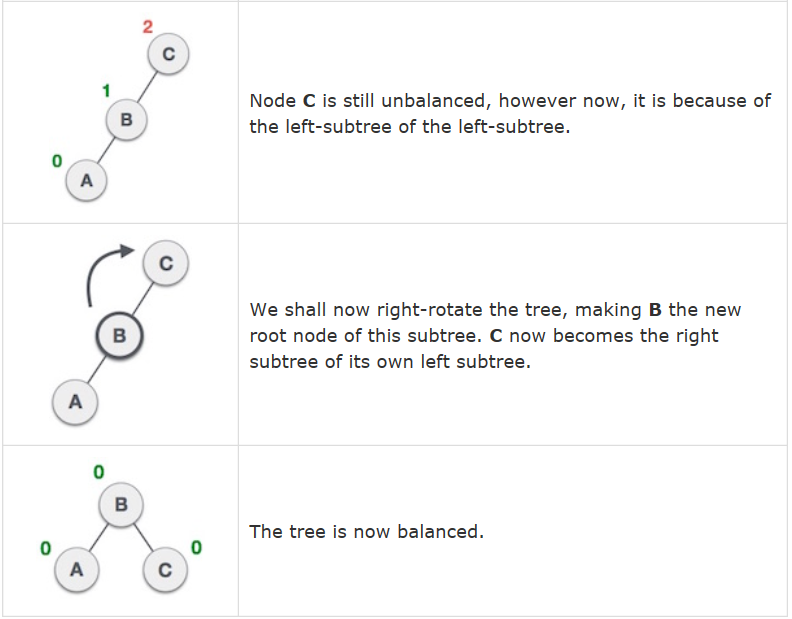 2
C
1
B
0
A
Node C is still unbalanced, however now, it is because of
the left-subtree of the left-subtree.
C
B
A
We shall now right-rotate the tree, making B the new
root node of this subtree. C now becomes the right
subtree of its own left subtree.
0
B
0
0
A
C
The tree is now balanced.